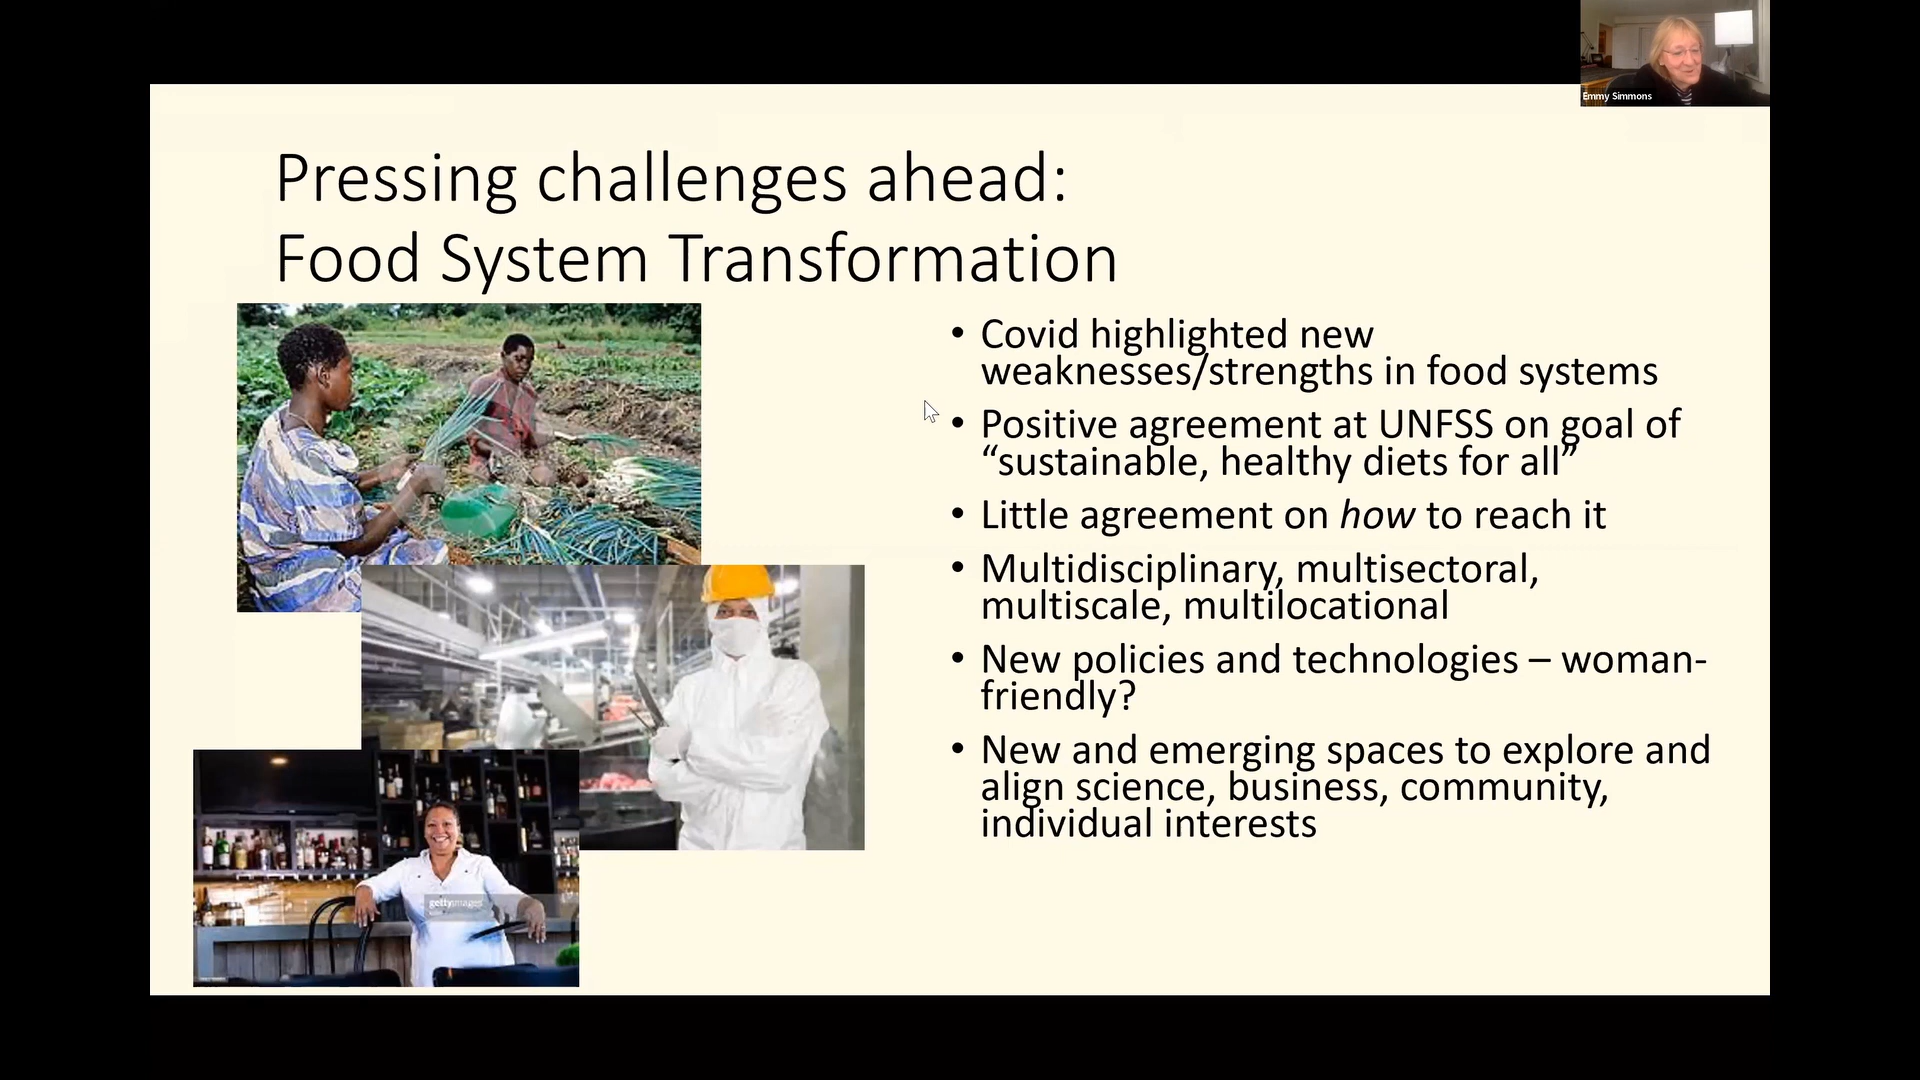 Emmy Simmons
Pressing challenges ahead:
Food System Transformation
• Covid highlighted new
weaknesses/strengths in food systems
• Positive agreement at UNFSS on goal of
“sustainable, healthy diets for all”
• Little agreement on how to reach it
• Multidisciplinary, multisectoral,
multiscale, multilocational
• New policies and technologies – woman-
friendly?
• New and emerging spaces to explore and
align science, business, community,
individual interests
gettyimages